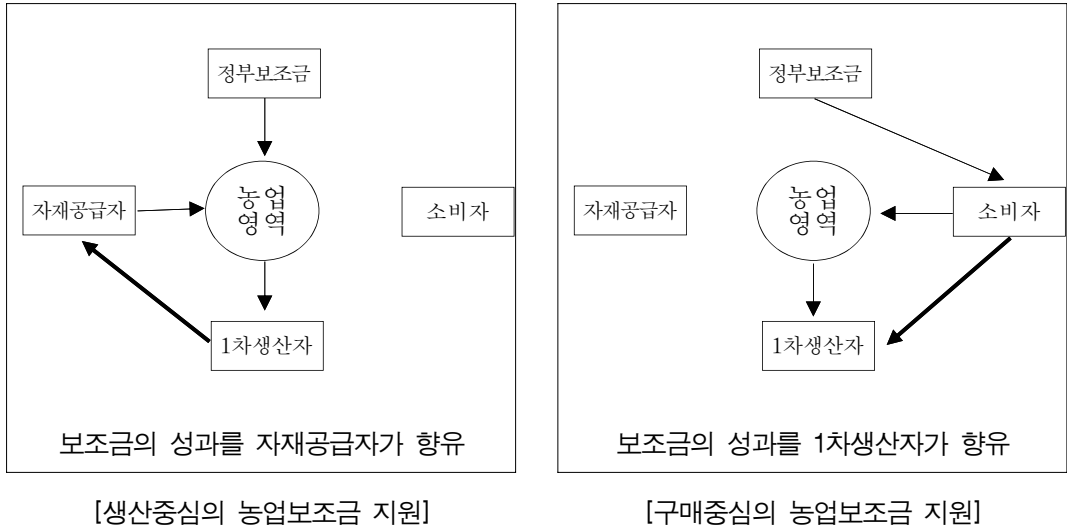 정부보조금
자재공급자
농업
영역
소비자
1차생산자
보조금의 성과를 자재공급자가 향유
[생산중심의 농업보조금 지원]
정부보조금
자재공급자
농업
영역
소비자
1차생산자
보조금의 성과를 1차생산자가 향유
[구매중심의 농업보조금 지원]